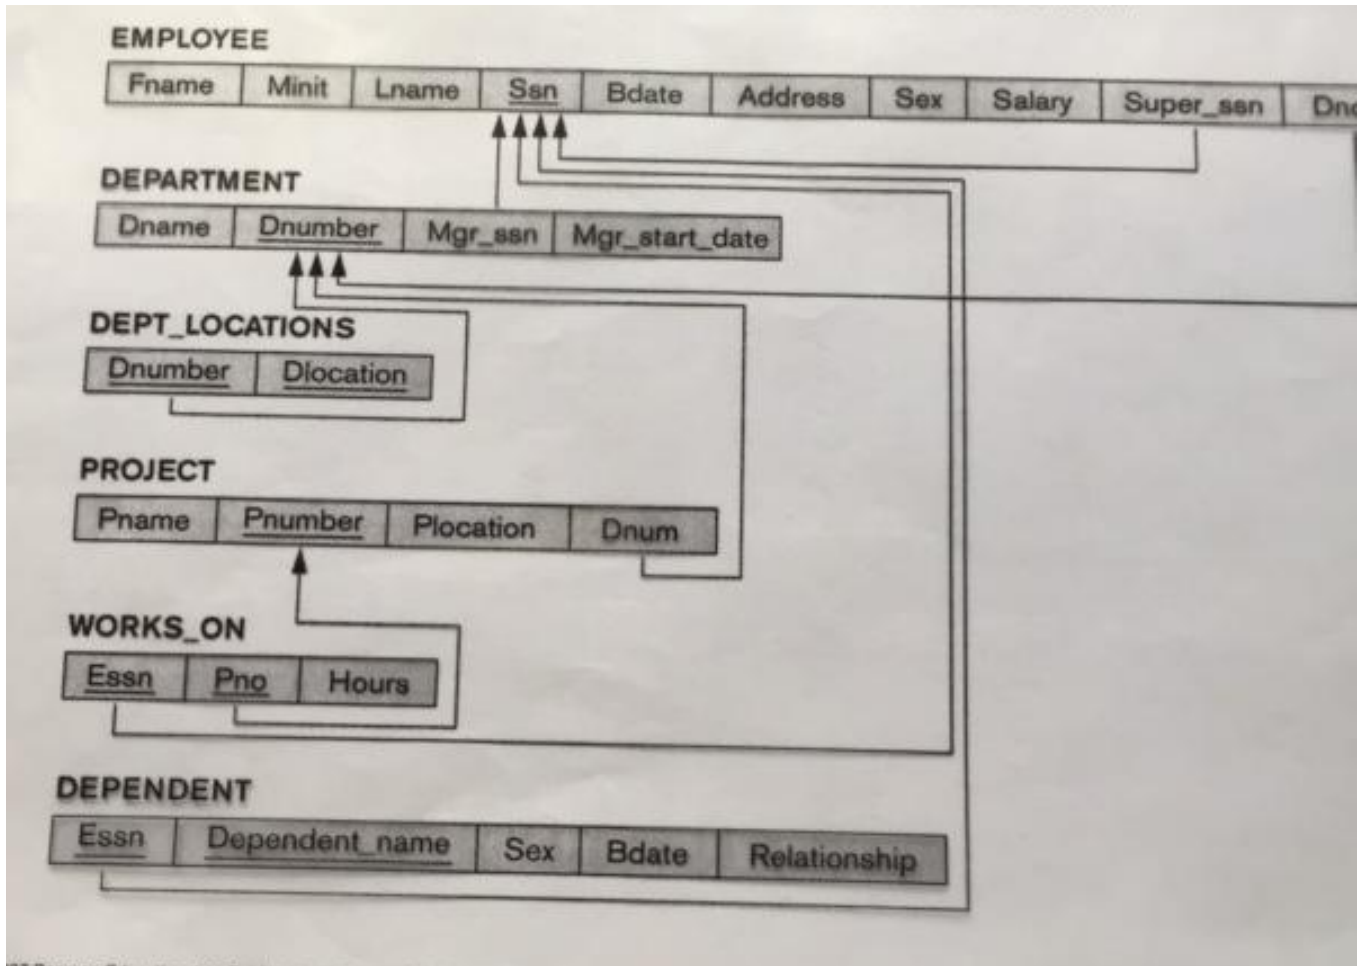 EMPLOYEE
Fname Minit Lname Ssn Bdate Address Sex Salary Super_ssn
DEPARTMENT
Dname Dnumber Mgr_ssn Mgr_start_date
DEPT_LOCATIONS
Dnumber Dlocation
PROJECT
Pname Pnumber Plocation Dnum
WORKS_ON
Essn Pno Hours
DEPENDENT
Essn Dependent_name Sex Bdate Relationship